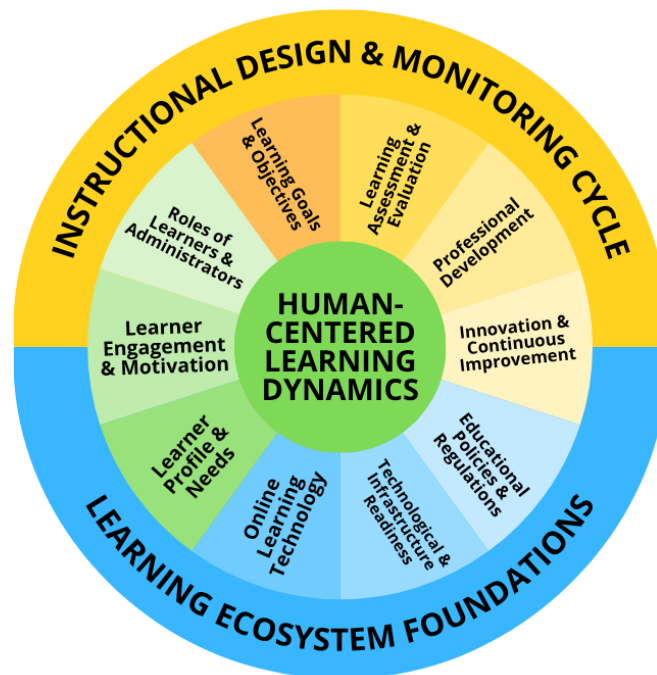 INSTRUCTIONAL DESIGN & MONITORING CYCLE
Learning Goals
& Objectives
Learning
Assessment &
Evaluation
Professional
Development
Innovation &
Continuous
Improvement
Educational
Policies &
Regulations
Technological &
Infrastructure
Readiness
Online
Learning
Technology
Learner
Profile &
Needs
Learner
Engagement
& Motivation
Roles of
Learners &
Administrators
HUMAN-
CENTERED
LEARNING
DYNAMICS
LEARNING ECOSYSTEM FOUNDATIONS